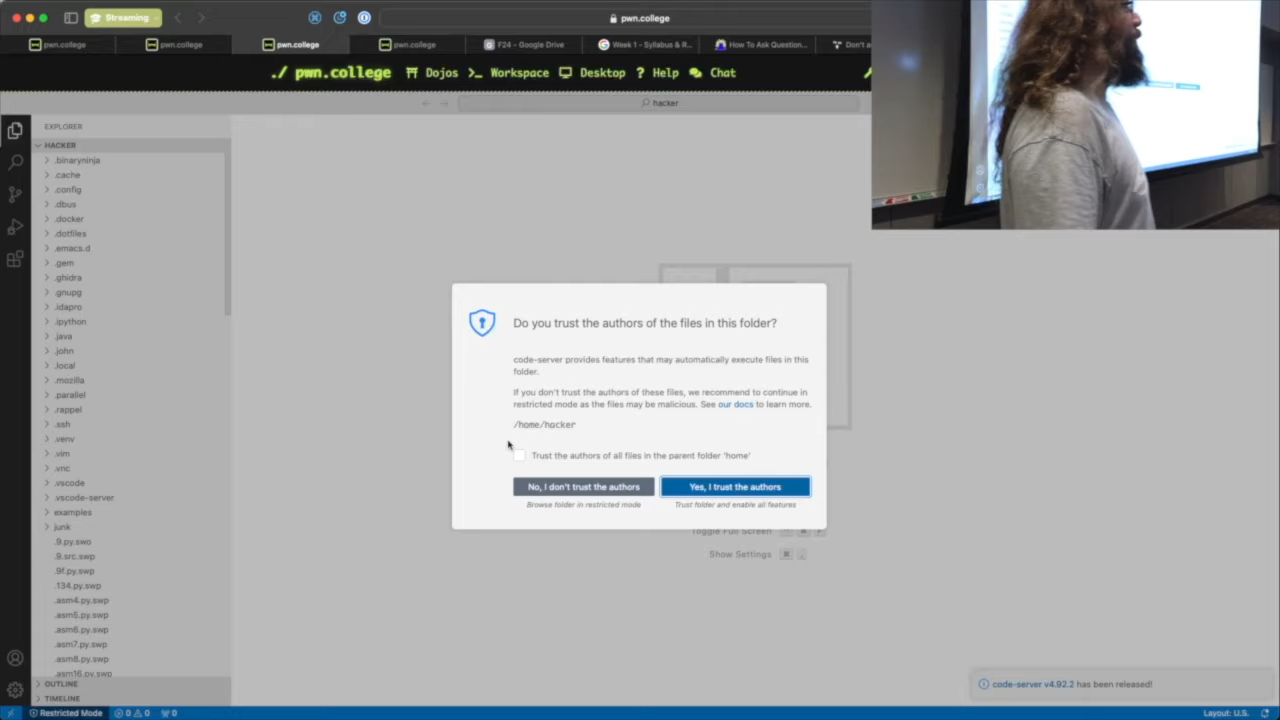 Streaming
pwn.college
pwn.college
pwn.college
pwn.college
pwn.college
F24 - Google Drive
Week 1 - Syllabus & R...
How To Ask Question...
Don't a
./ pwn.college
Dojos
>_ Workspace
Desktop
? Help
Chat
hacker
EXPLORER
HACKER
.binaryninja
.cache
.config
.dbus
.docker
.dotfiles
.emacs.d
.gem
.ghidra
.gnupg
.idapro
.ipython
.java
.john
.local
.mozilla
.parallel
.rappel
.ssh
.venv
.vim
.vnc
.vscode
.vscode-server
examples
junk
.9.py.swo
.9.src.swp
.9f.py.swp
.134.py.swp
.asm4.py.swp
.asm5.py.swp
.asm6.py.swp
.asm7.py.swp
.asm8.py.swp
.asm16.py.swp
OUTLINE
TIMELINE
Do you trust the authors of the files in this folder?
code-server provides features that may automatically execute files in this
folder.
If you don't trust the authors of these files, we recommend to continue in
restricted mode as the files may be malicious. See our docs to learn more.
/home/hacker
Trust the authors of all files in the parent folder 'home'
No, I don't trust the authors
Yes, I trust the authors
Browse folder in restricted mode
Trust folder and enable all features
Toggle Full Screen
Show Settings
code-server v4.92.2 has been released!
Restricted Mode
0 0
0
Layout: U.S.